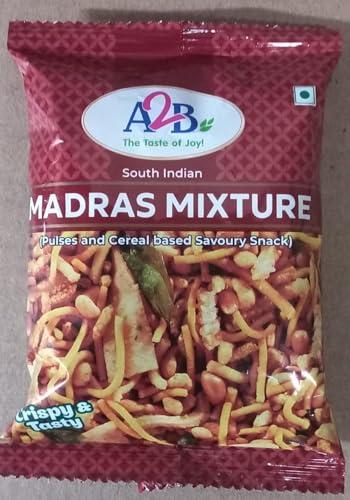 A2B
The Taste of Joy!
South Indian
MADRAS MIXTURE
(Pulses and Cereal based Savoury Snack)
Crispy &
Tasty